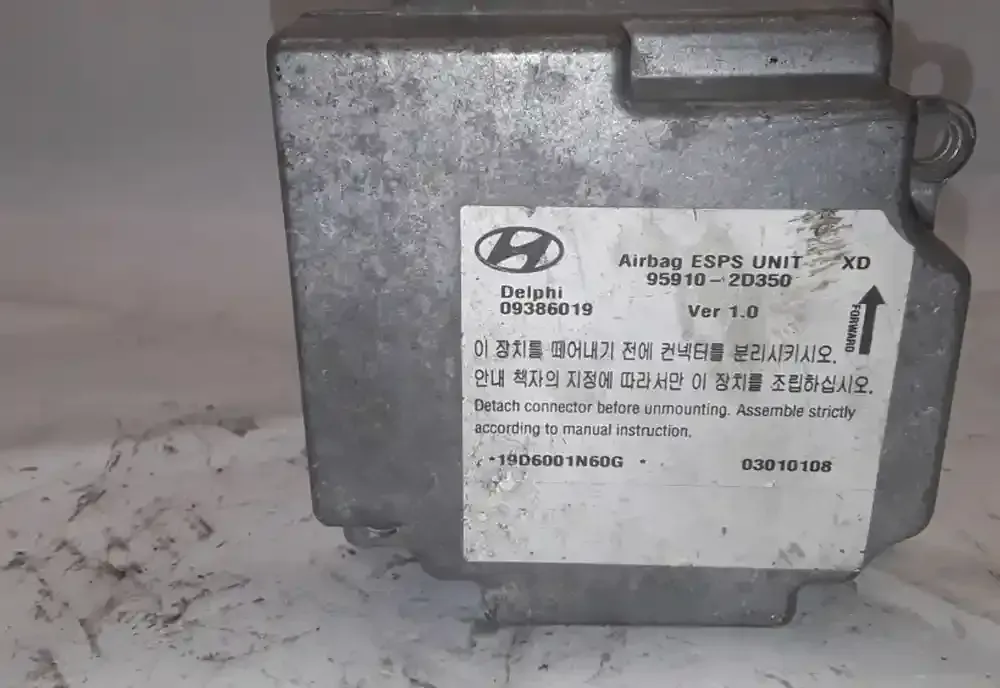 Airbag ESPS UNIT XD
95910-2D350
Delphi
09386019
Ver 1.0
FORWARD
이 장치를 떼어내기 전에 컨넥터를 분리시키시오.
안내 책자의 지정에 따라서만 이 장치를 조립하십시오.
Detach connector before unmounting. Assemble strictly
according to manual instruction.
*19D6001N60G *
03010108